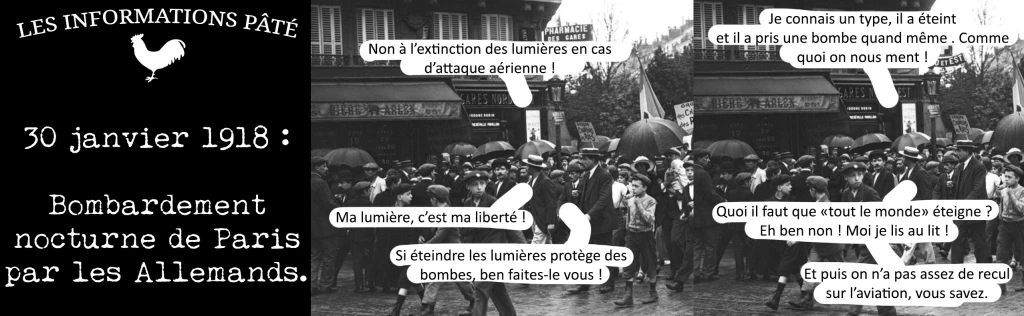 LES INFORMATIONS PÂTÉ
30 janvier 1918 :
Bombardement
nocturne de Paris
par les Allemands.
PHARMACIE
DES GARES
Non à l’extinction des lumières en cas
d’attaque aérienne !
BIÈRE
Ma lumière, c’est ma liberté !
Si éteindre les lumières protège des
bombes, ben faites-le vous !
Je connais un type, il a éteint
et il a pris une bombe quand même . Comme
quoi on nous ment !
Quoi il faut que «tout le monde» éteigne ?
Eh ben non ! Moi je lis au lit !
Et puis on n’a pas assez de recul
sur l’aviation, vous savez.